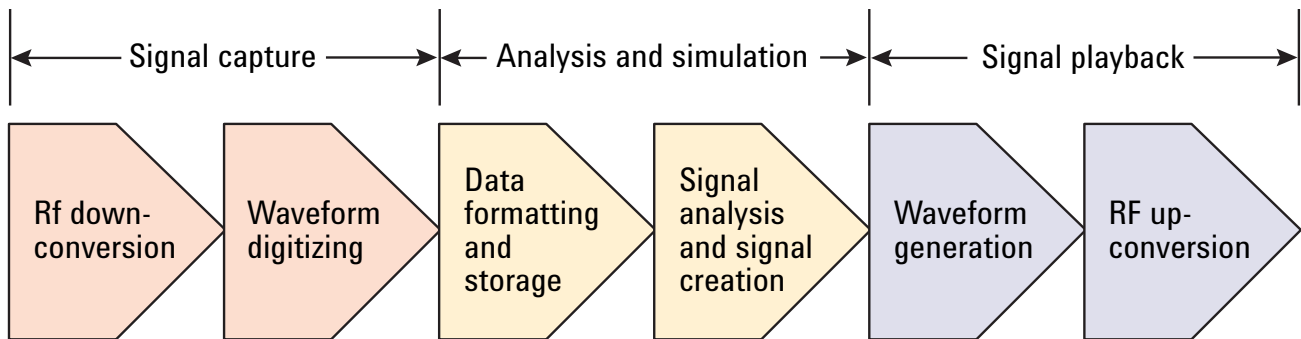 Signal capture
Analysis and simulation
Signal playback
Rf down-
conversion
Waveform
digitizing
Data
formatting
and
storage
Signal
analysis
and signal
creation
Waveform
generation
RF up-
conversion